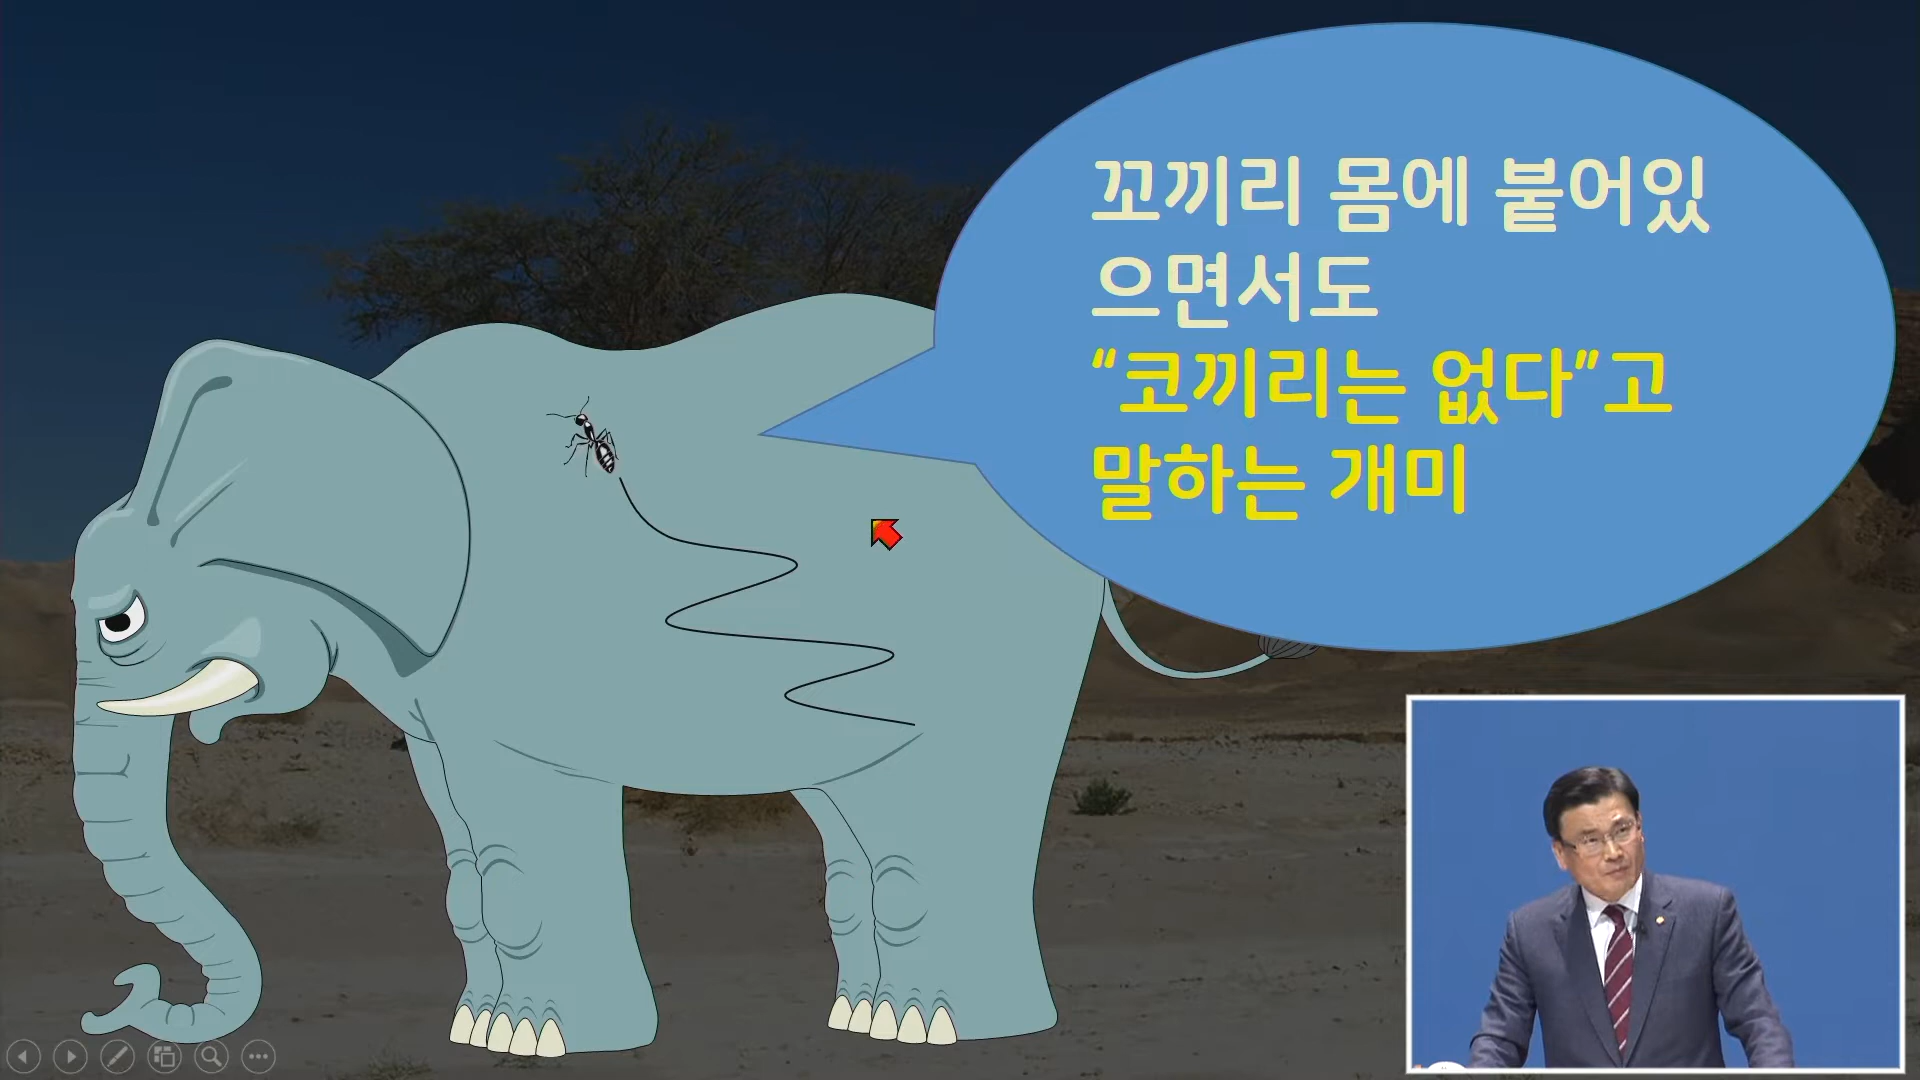 꼬끼리 몸에 붙어있
으면서도
“코끼리는 없다”고
말하는 개미